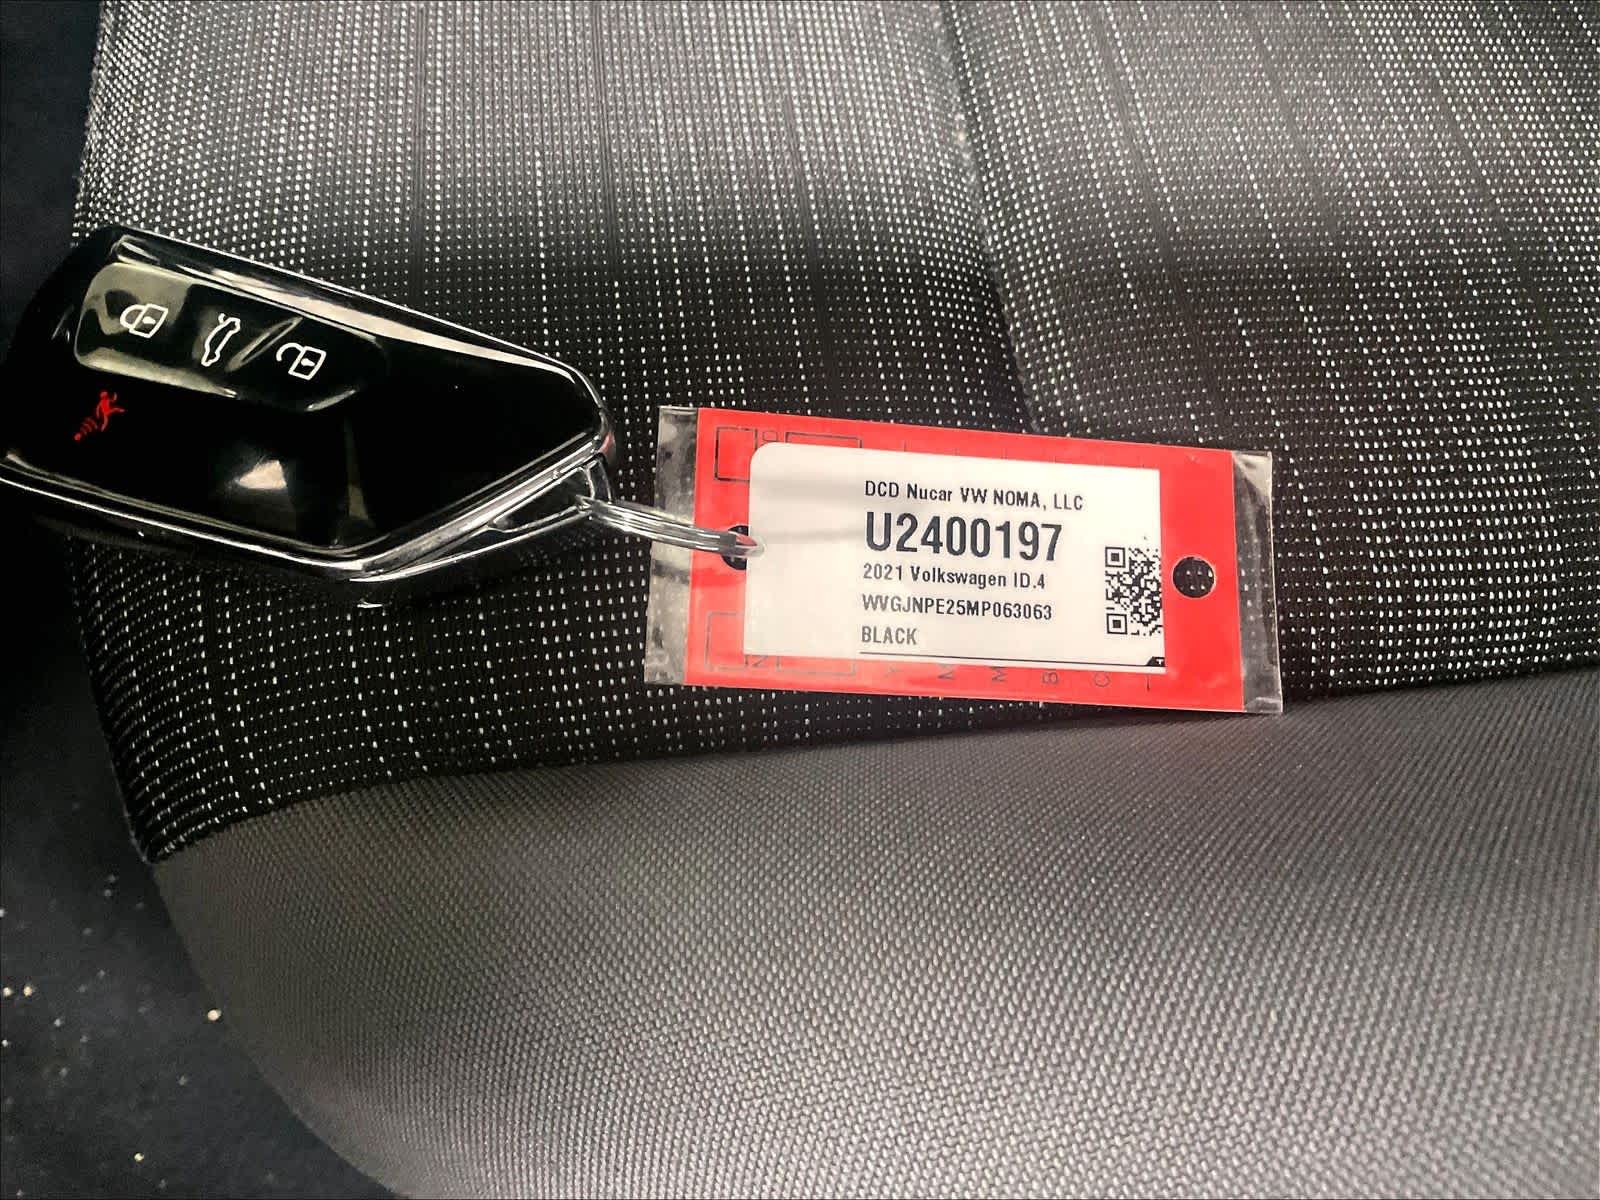 DCD Nucar VW NOMA, LLC
U2400197
2021 Volkswagen ID.4
WVGJNPE25MP063063
BLACK